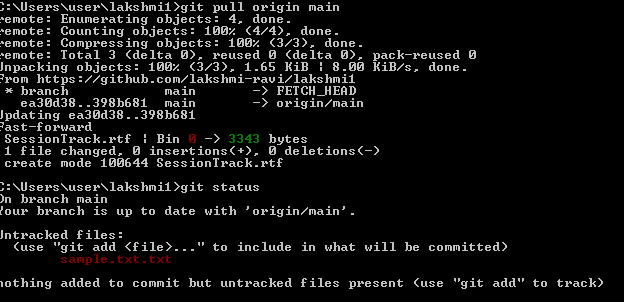 C:\Users\user\lakshmi1>git pull origin main
remote: Enumerating objects: 4, done.
remote: Counting objects: 100% (4/4), done.
remote: Compressing objects: 100% (3/3), done.
remote: Total 3 (delta 0), reused 0 (delta 0), pack-reused 0
Unpacking objects: 100% (3/3), 1.65 KiB | 8.00 KiB/s, done.
From https://github.com/lakshmi-ravi/lakshmi1
 * branch            main       -> FETCH_HEAD
   ea30d38..398b681  main       -> origin/main
Updating ea30d38..398b681
Fast-forward
 SessionTrack.rtf | Bin 0 -> 3343 bytes
 1 file changed, 0 insertions(+), 0 deletions(-)
 create mode 100644 SessionTrack.rtf
C:\Users\user\lakshmi1>git status
On branch main
Your branch is up to date with 'origin/main'.
Untracked files:
  (use "git add <file>..." to include in what will be committed)
        sample.txt.txt
nothing added to commit but untracked files present (use "git add" to track)